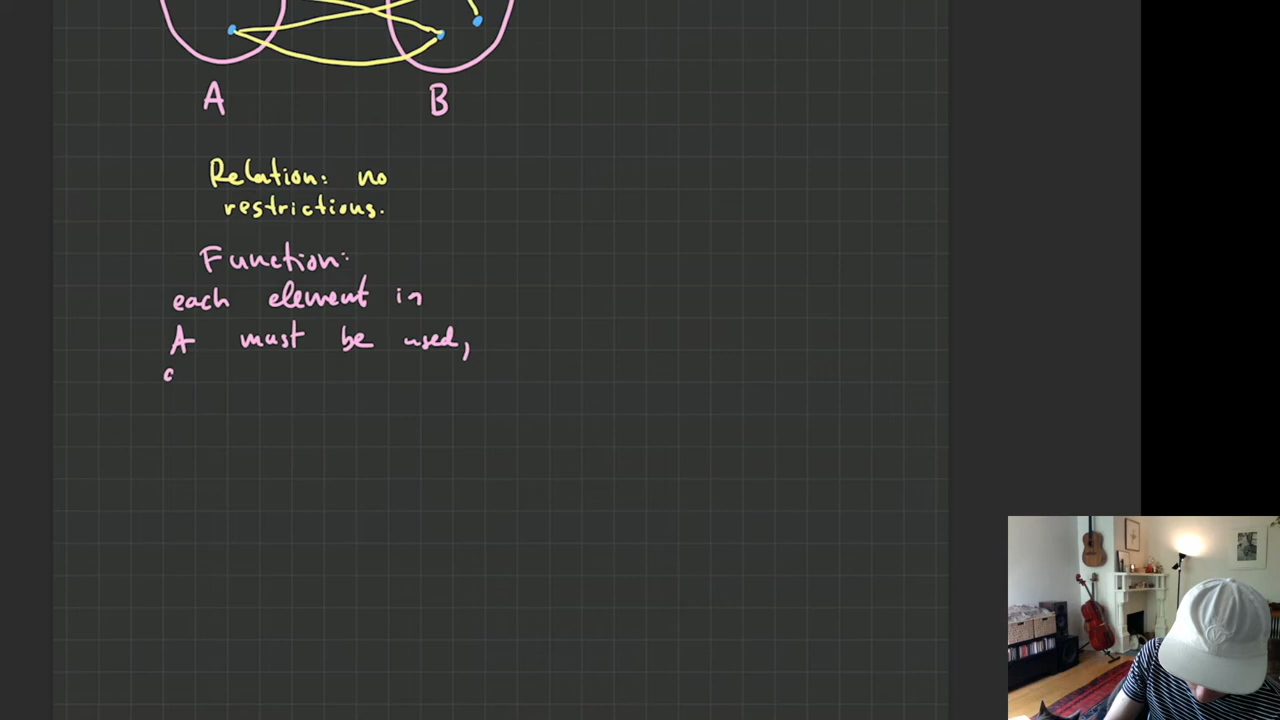 A B
Relation: no
restrictions.
Function:
each element in
A must be used,